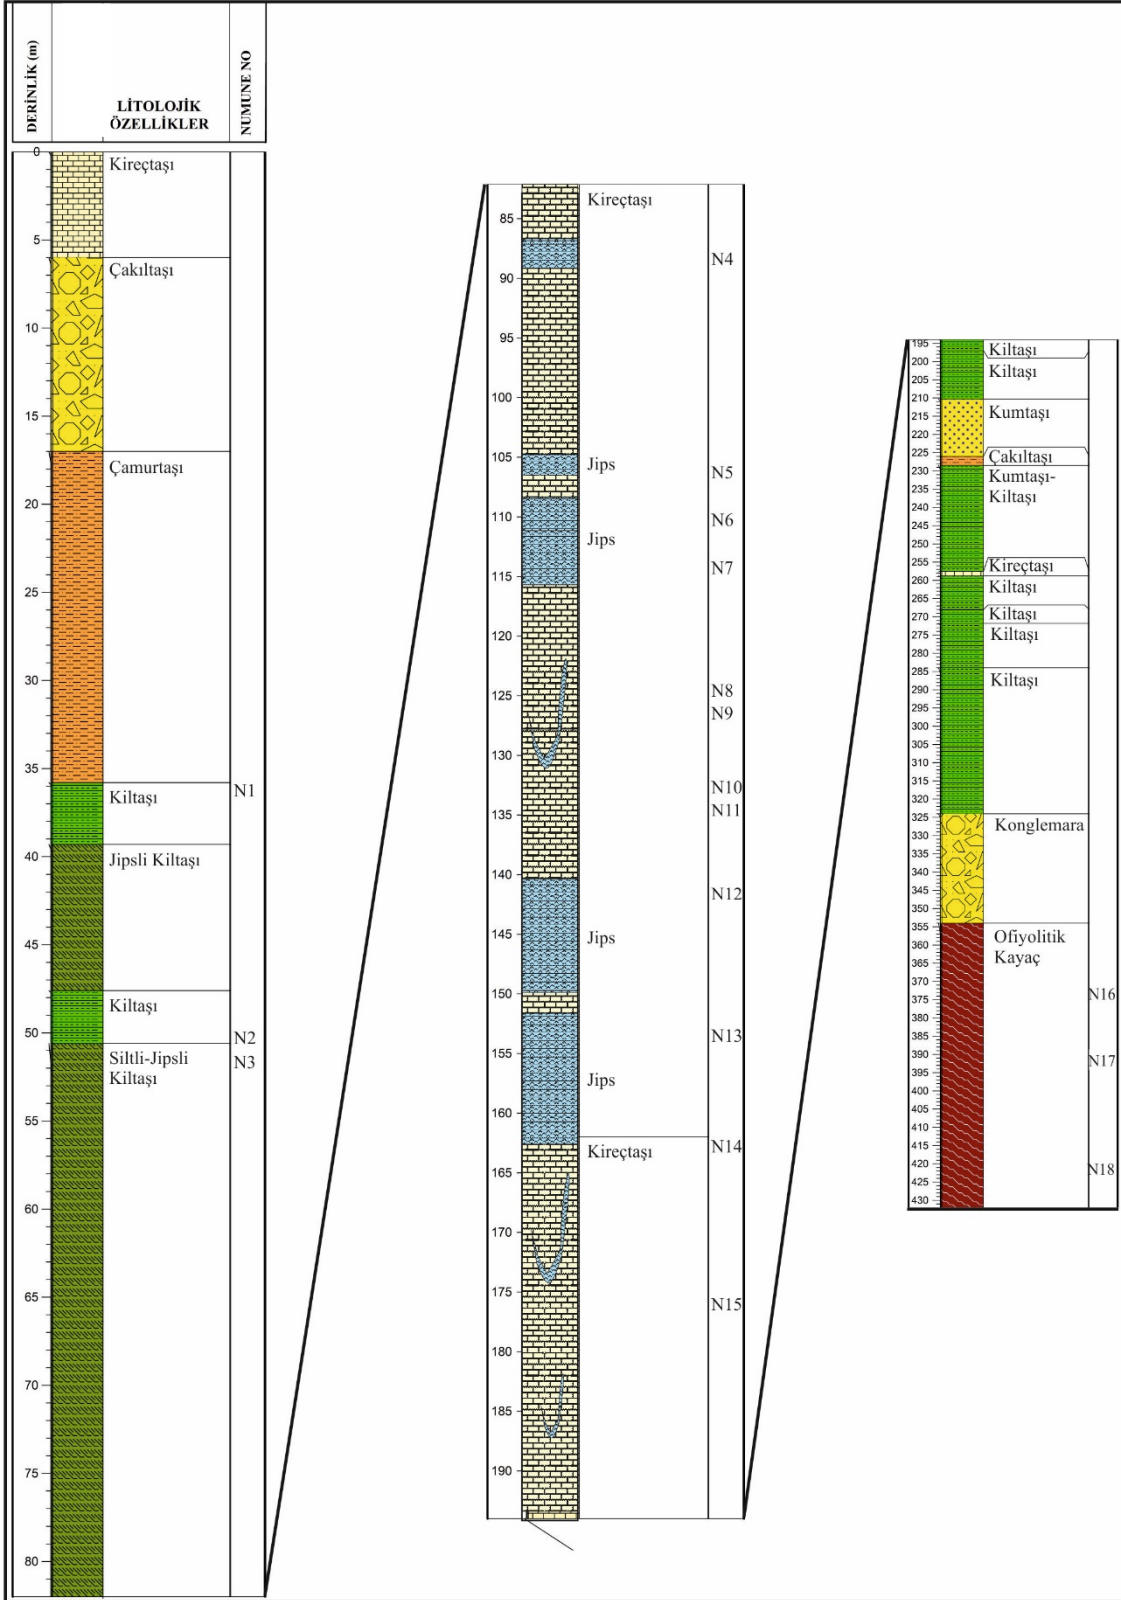 DERİNLİK (m)
LİTOLOJİK
ÖZELLİKLER
NUMUNE NO
0
Kireçtaşı
5
Çakıltaşı
10
15
Çamurtaşı
20
25
30
35
N1
Kiltaşı
40
Jipsli Kiltaşı
45
Kiltaşı
50
N2
Siltli-Jipsli
Kiltaşı
N3
55
60
65
70
75
80
Kireçtaşı
85
N4
90
95
100
105
Jips
N5
110
N6
Jips
115
N7
120
125
N8
N9
130
N10
135
N11
140
N12
145
Jips
150
155
N13
Jips
160
Kireçtaşı
N14
165
170
175
N15
180
185
190
195
Kiltaşı
200
Kiltaşı
205
210
Kumtaşı
215
220
225
Çakıltaşı
230
Kumtaşı-
Kiltaşı
235
240
245
250
255
Kireçtaşı
260
Kiltaşı
265
270
Kiltaşı
275
Kiltaşı
280
285
Kiltaşı
290
295
300
305
310
315
320
325
Konglemara
330
335
340
345
350
355
Ofiyolitik
Kayaç
360
365
370
375
N16
380
385
390
N17
395
400
405
410
415
420
N18
425
430